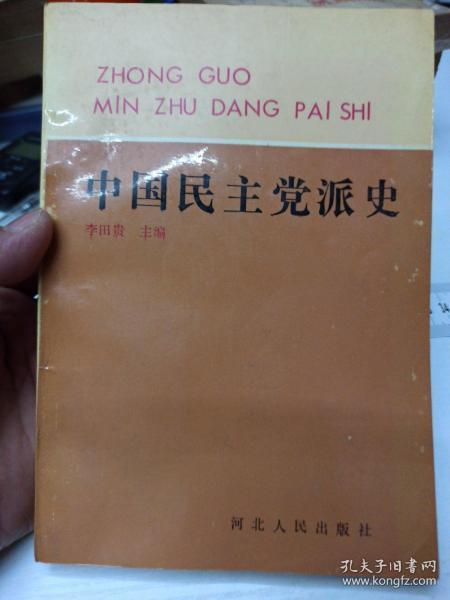 ZHONG GUO
MIN ZHU DANG PAI SHI
中国民主党派史
李田贵 主编
河北人民出版社
孔夫子旧书网
www.kongfz.com